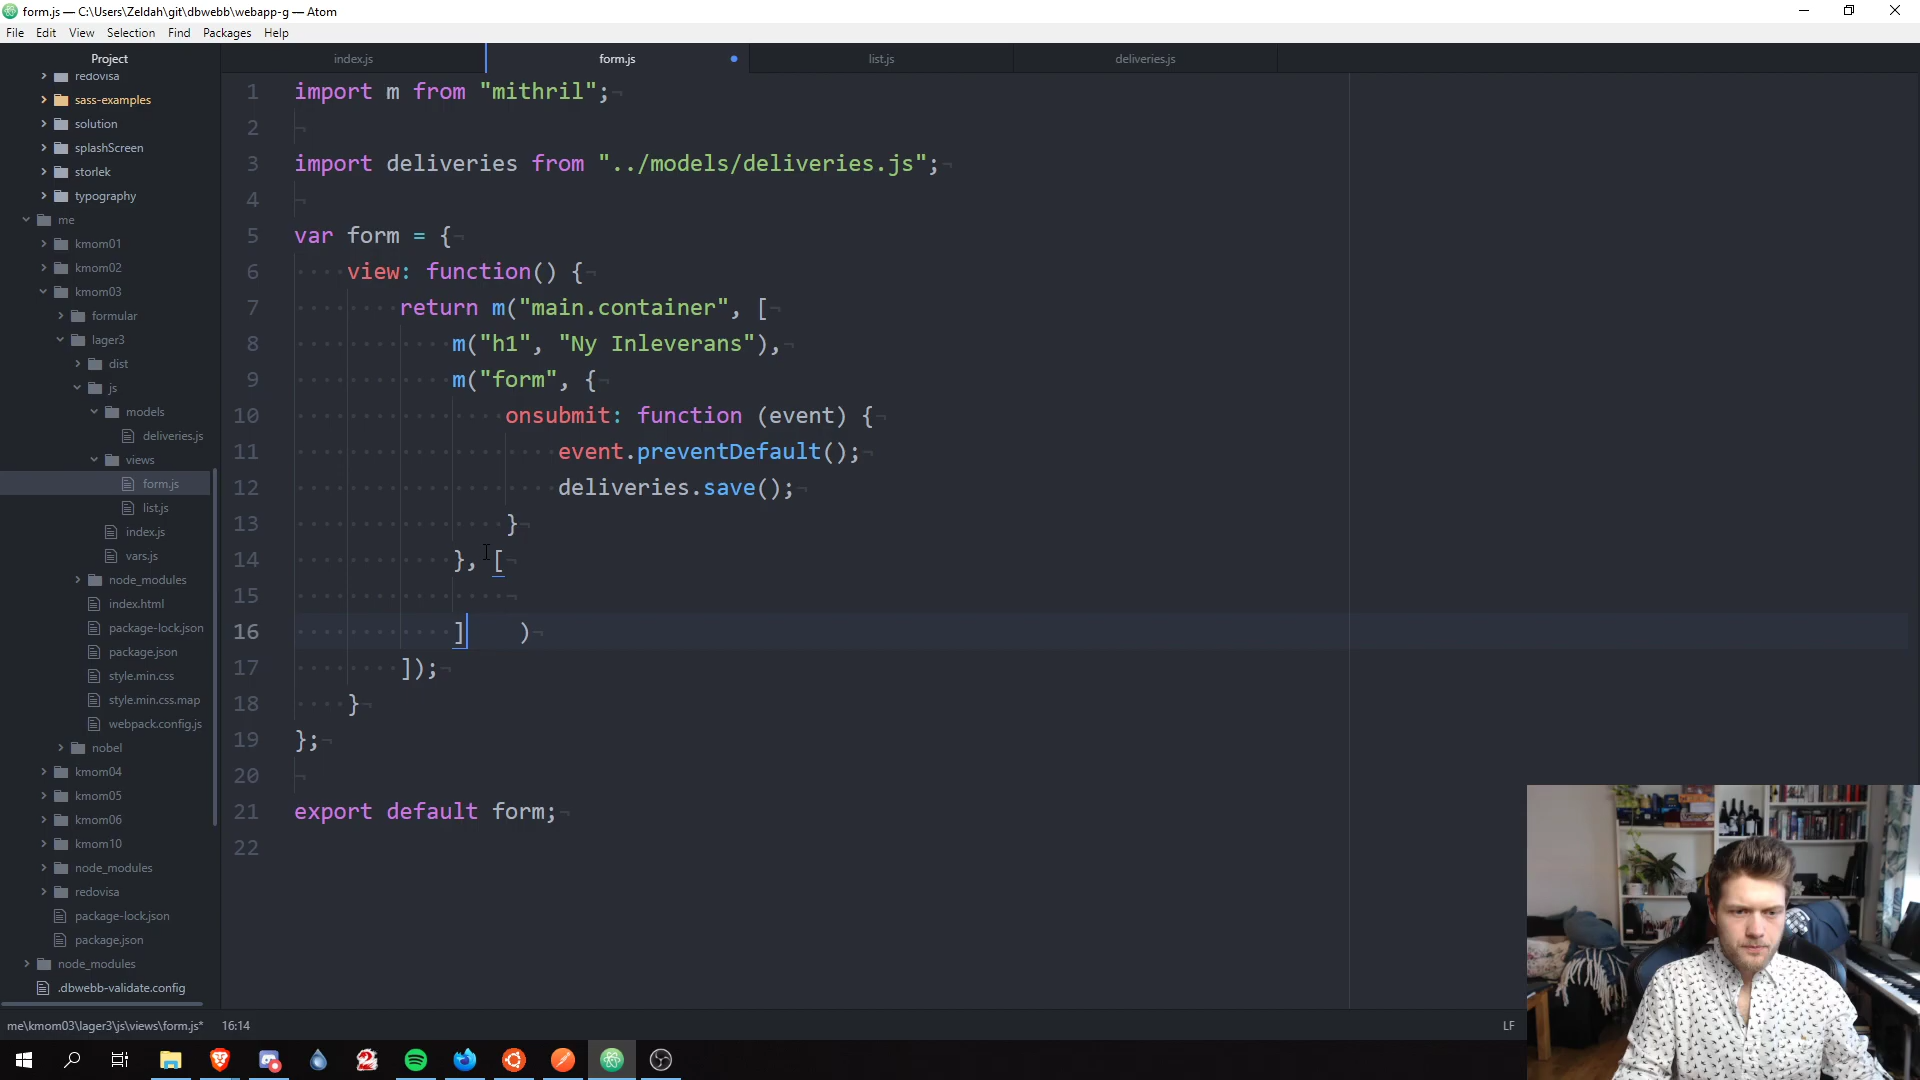 form.js — C:\Users\Zeldah\git\dbwebb\webapp-g — Atom
File Edit View Selection Find Packages Help
Project
redovisa
sass-examples
solution
splashScreen
storlek
typography
me
kmom01
kmom02
kmom03
formular
lager3
dist
js
models
deliveries.js
views
form.js
list.js
index.js
vars.js
node_modules
index.html
package-lock.json
package.json
style.min.css
style.min.css.map
webpack.config.js
nobel
kmom04
kmom05
kmom06
kmom10
node_modules
redovisa
package-lock.json
package.json
node_modules
.dbwebb-validate.config
index.js form.js list.js deliveries.js
1 import m from "mithril";
2
3 import deliveries from "../models/deliveries.js";
4
5 var form = {
6 view: function() {
7 return m("main.container", [
8 m("h1", "Ny Inleverans"),
9 m("form", {
10 onsubmit: function (event) {
11 event.preventDefault();
12 deliveries.save();
13 }
14 }, [
15
16 ] )
17 ]);
18 }
19 };
20
21 export default form;
22
me\kmom03\lager3\js\views\form.js* 16:14 LF